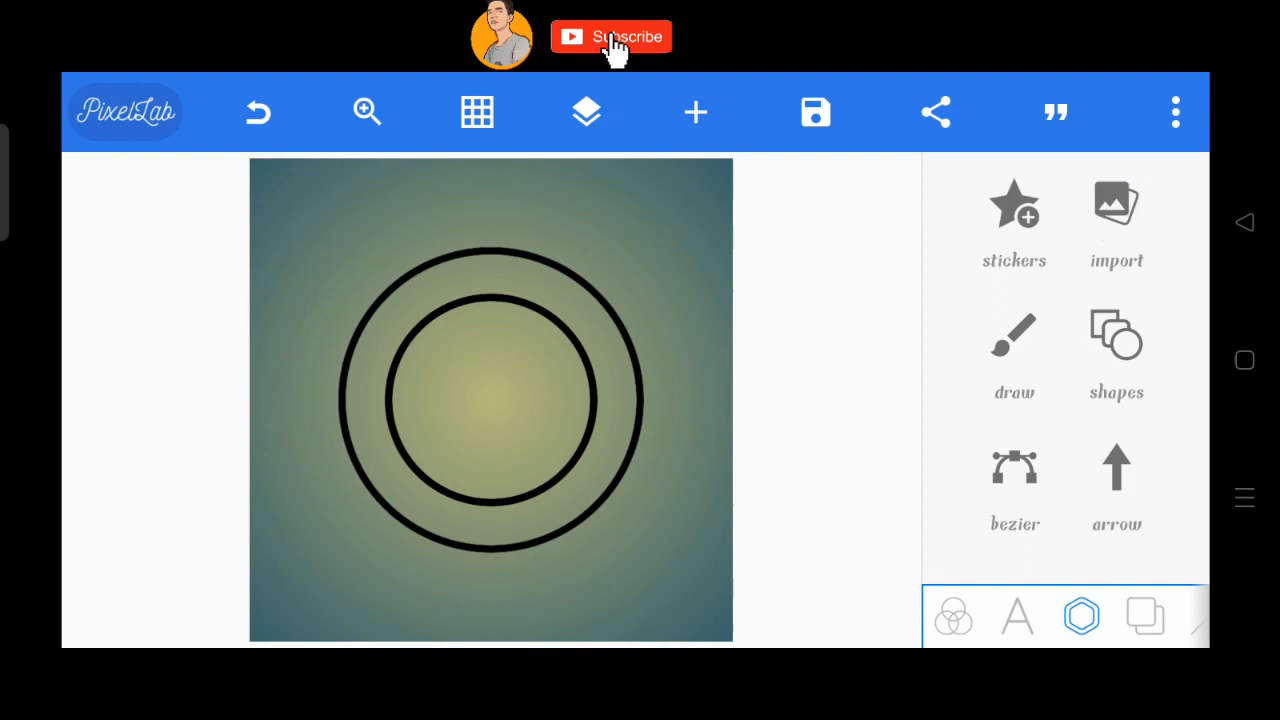 Subscribe
PixelLab
stickers
import
draw
shapes
bezier
arrow